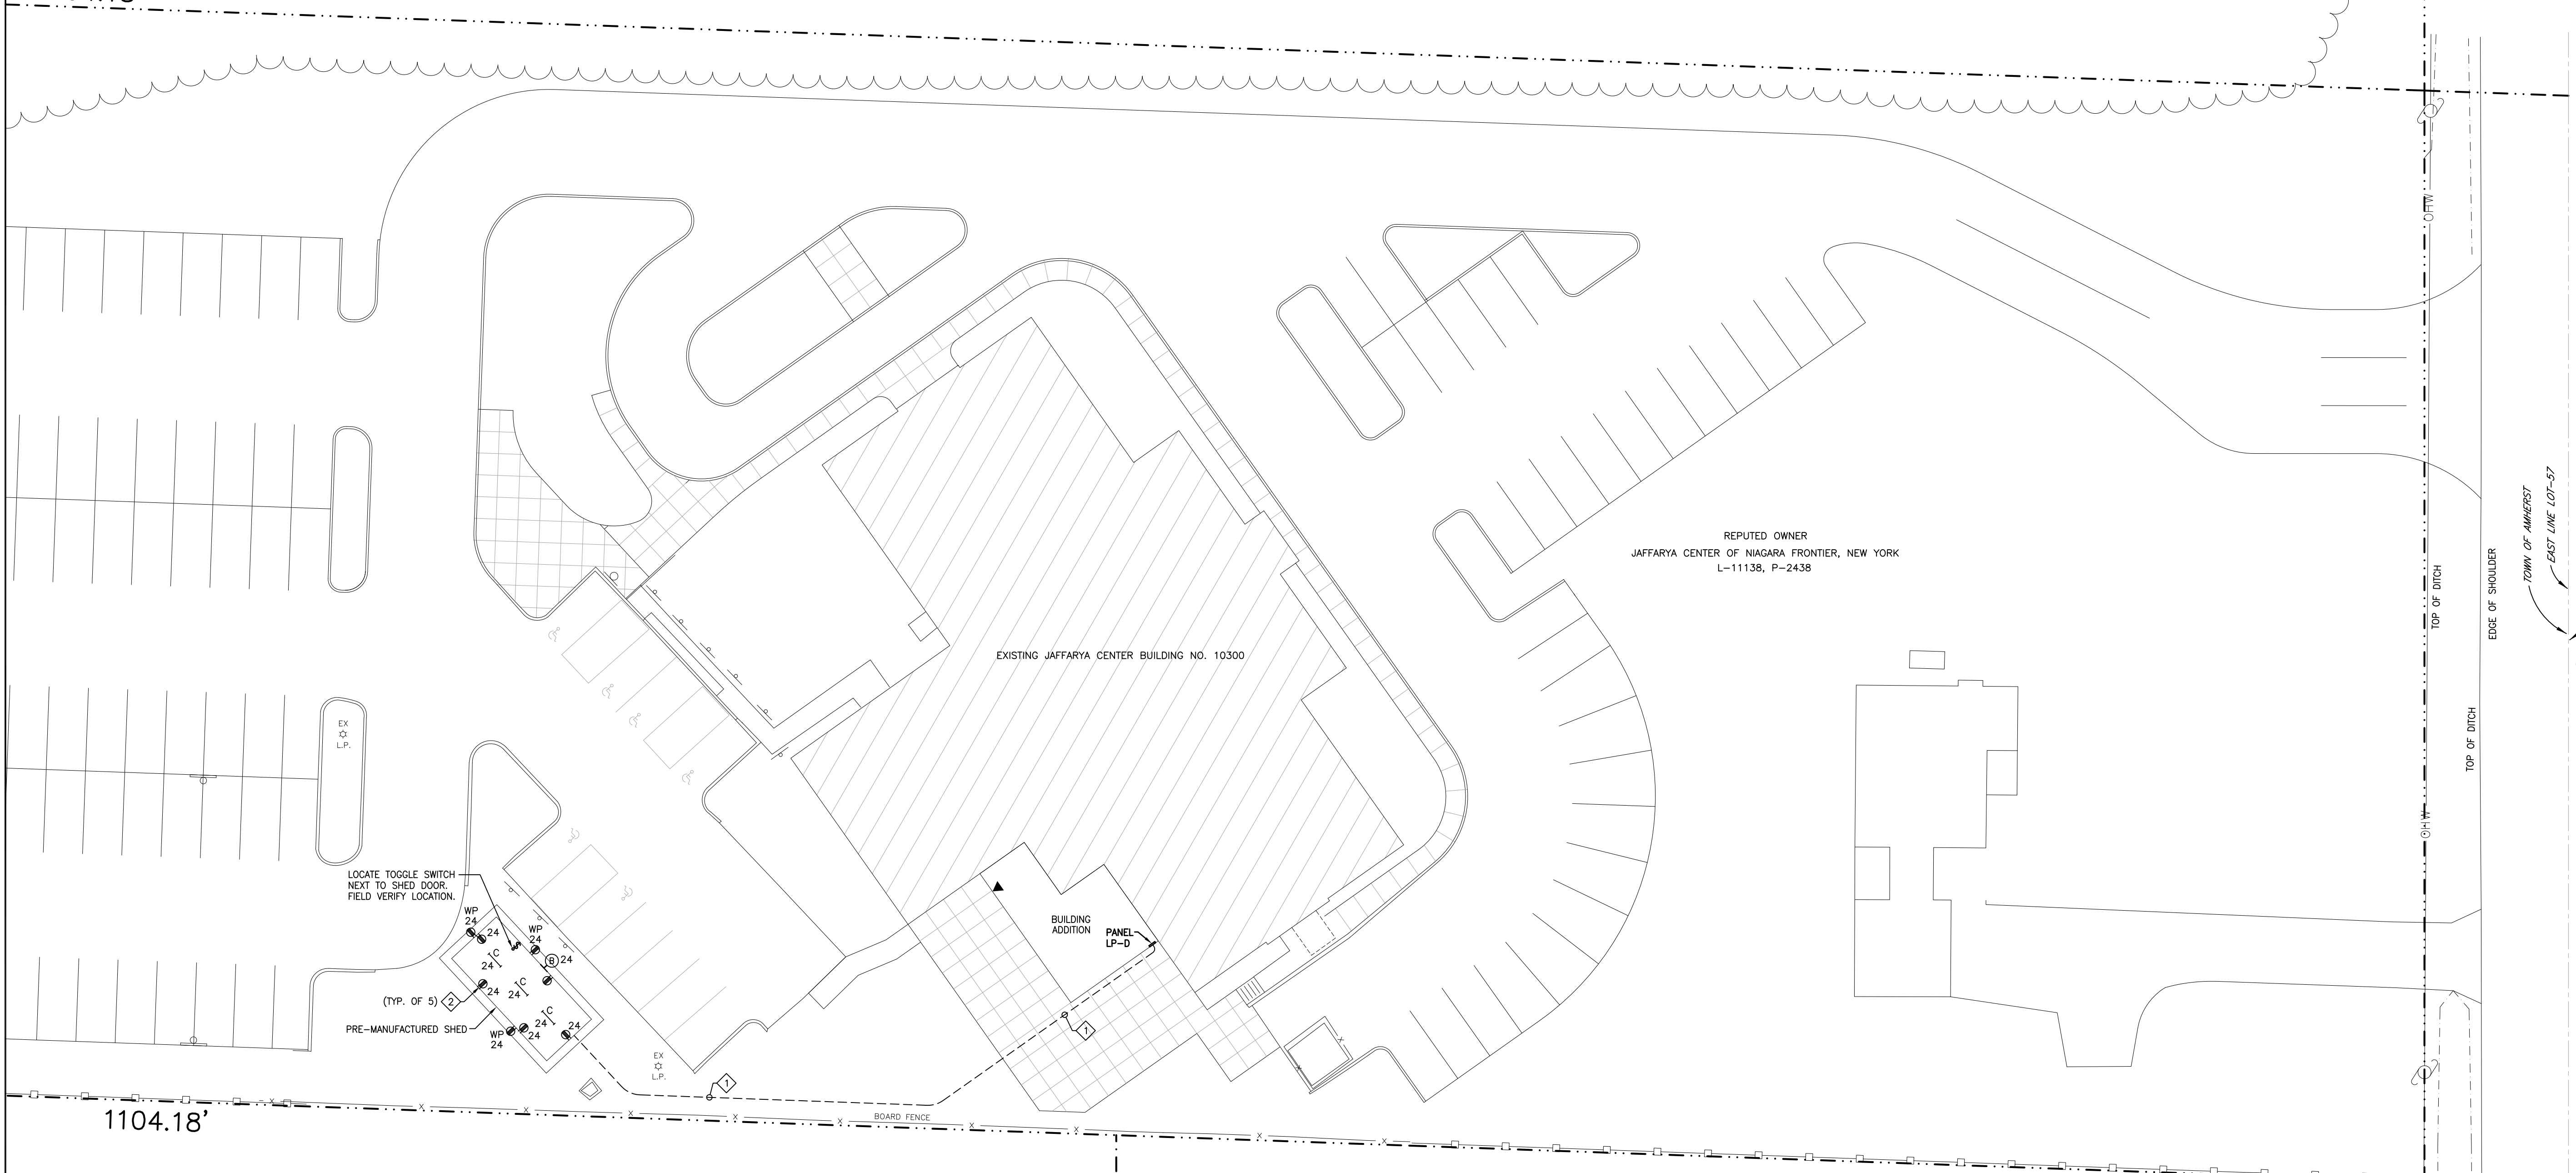 OHW
REPUTED OWNER
JAFFARYA CENTER OF NIAGARA FRONTIER, NEW YORK
L-11138, P-2438
TOWN OF AMHERST
EAST LINE LOT-57
TOP OF DITCH
EDGE OF SHOULDER
EXISTING JAFFARYA CENTER BUILDING NO. 10300
TOP OF DITCH
EX
L.P.
OHW
LOCATE TOGGLE SWITCH
NEXT TO SHED DOOR.
FIELD VERIFY LOCATION.
WP
24
24
WP
24
B 24
C
24
24
C
24
C
24
24
WP
24
(TYP. OF 5) 2
PRE-MANUFACTURED SHED
BUILDING
ADDITION
PANEL
LP-D
1
EX
L.P.
1
BOARD FENCE
1104.18'